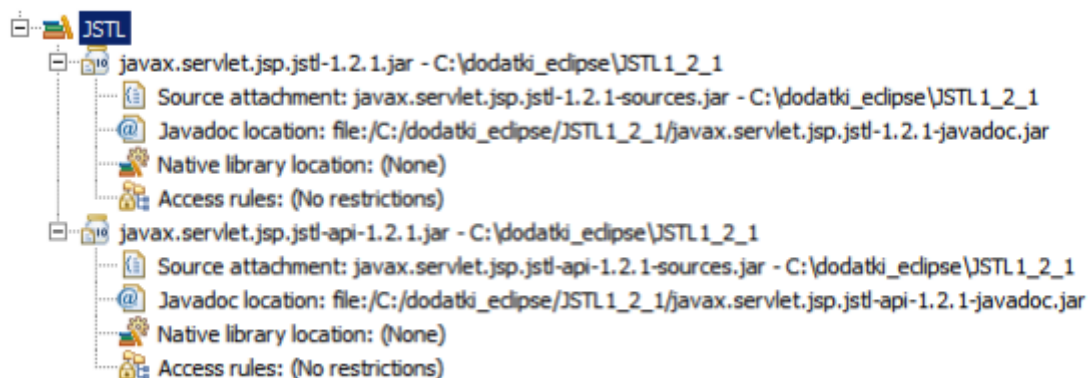 JSTL
javax.servlet.jsp.jstl-1.2.1.jar - C:\dodatki_eclipse\JSTL1_2_1
Source attachment: javax.servlet.jsp.jstl-1.2.1-sources.jar - C:\dodatki_eclipse\JSTL1_2_1
Javadoc location: file:/C:/dodatki_eclipse/JSTL1_2_1/javax.servlet.jsp.jstl-1.2.1-javadoc.jar
Native library location: (None)
Access rules: (No restrictions)
javax.servlet.jsp.jstl-api-1.2.1.jar - C:\dodatki_eclipse\JSTL1_2_1
Source attachment: javax.servlet.jsp.jstl-api-1.2.1-sources.jar - C:\dodatki_eclipse\JSTL1_2_1
Javadoc location: file:/C:/dodatki_eclipse/JSTL1_2_1/javax.servlet.jsp.jstl-api-1.2.1-javadoc.jar
Native library location: (None)
Access rules: (No restrictions)